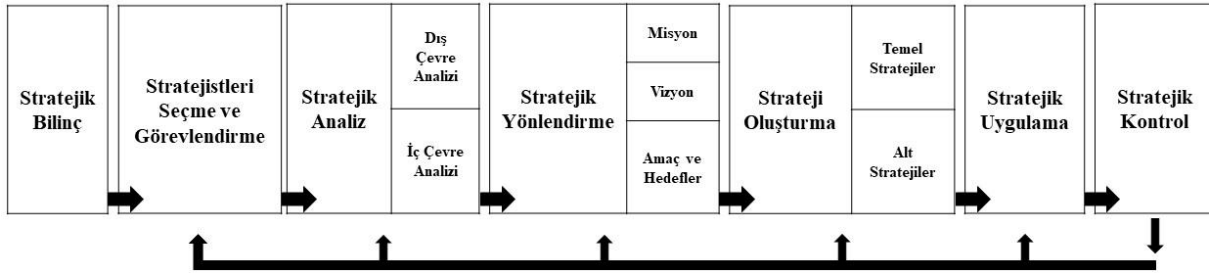 Stratejik
Bilinç
Stratejistleri
Seçme ve
Görevlendirme
Stratejik
Analiz
Dış
Çevre
Analizi
İç Çevre
Analizi
Stratejik
Yönlendirme
Misyon
Vizyon
Amaç ve
Hedefler
Strateji
Oluşturma
Temel
Stratejiler
Alt
Stratejiler
Stratejik
Uygulama
Stratejik
Kontrol